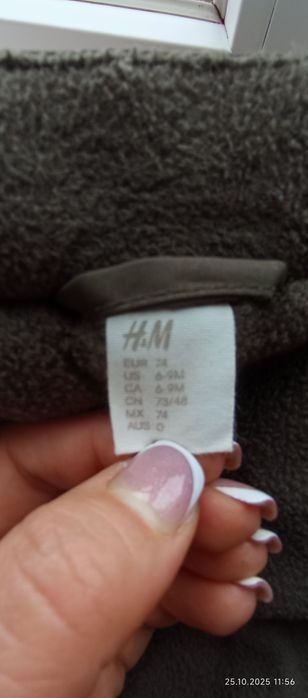 H&M
EUR 74
US 6-9M
CA 6-9M
CN 73/48
MX 74
AUS 0
25.10.2025 11:56